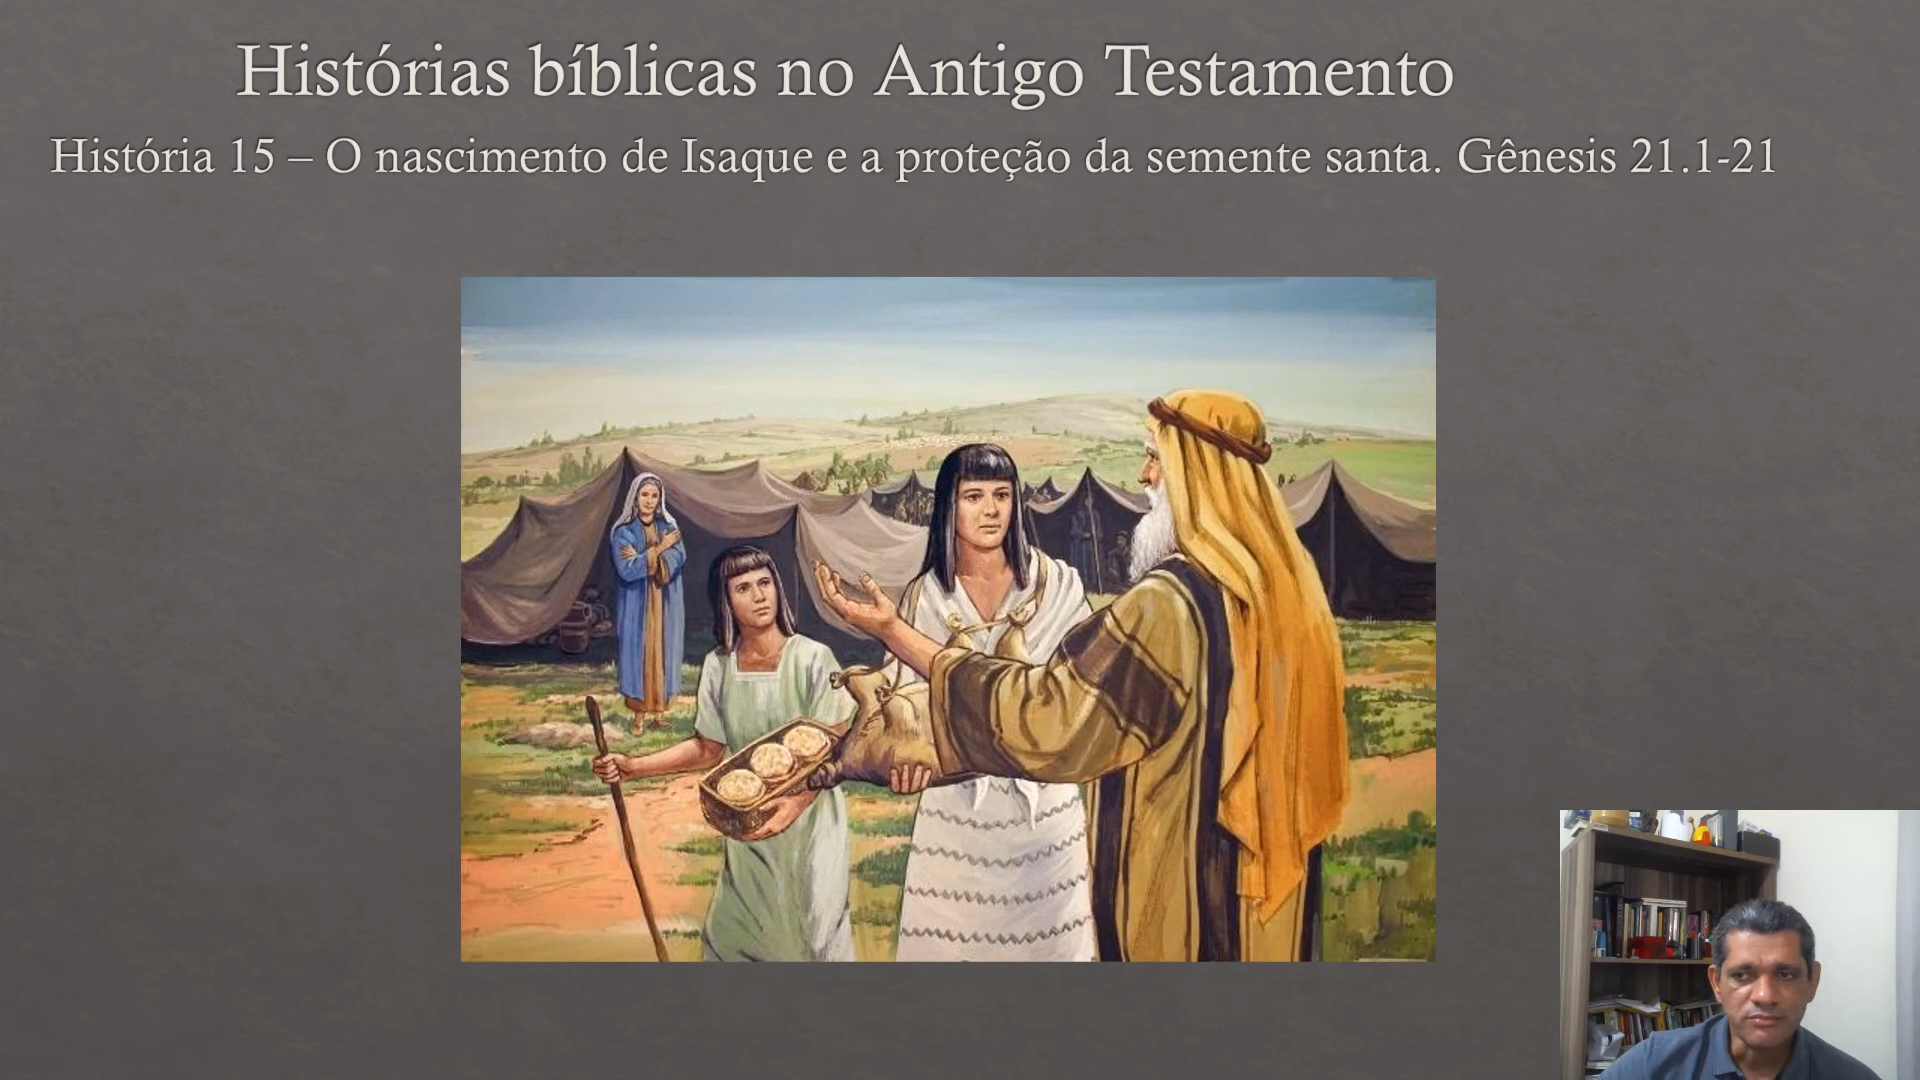 Histórias bíblicas no Antigo Testamento
História 15 – O nascimento de Isaque e a proteção da semente santa. Gênesis 21.1-21